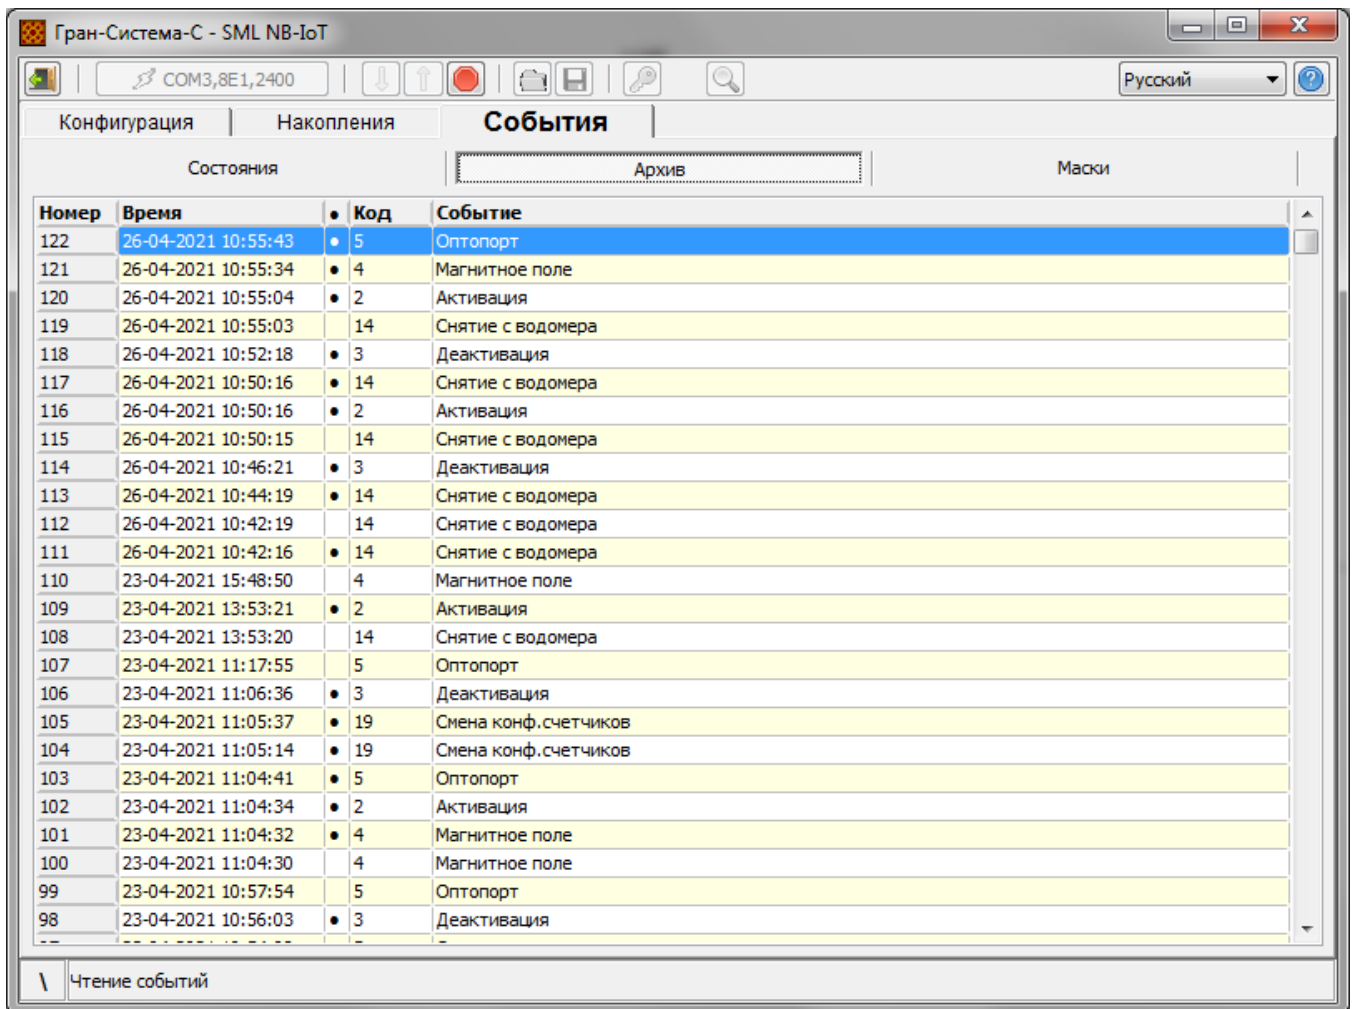 Гран-Система-С - SML NB-IoT
COM3,8E1,2400 Русский
Конфигурация Накопления События
Состояния Архив Маски
Номер Время • Код Событие
122 26-04-2021 10:55:43 • 5 Оптопорт
121 26-04-2021 10:55:34 • 4 Магнитное поле
120 26-04-2021 10:55:04 • 2 Активация
119 26-04-2021 10:55:03 14 Снятие с водомера
118 26-04-2021 10:52:18 • 3 Деактивация
117 26-04-2021 10:50:16 • 14 Снятие с водомера
116 26-04-2021 10:50:16 • 2 Активация
115 26-04-2021 10:50:15 14 Снятие с водомера
114 26-04-2021 10:46:21 • 3 Деактивация
113 26-04-2021 10:44:19 • 14 Снятие с водомера
112 26-04-2021 10:42:19 14 Снятие с водомера
111 26-04-2021 10:42:16 • 14 Снятие с водомера
110 23-04-2021 15:48:50 4 Магнитное поле
109 23-04-2021 13:53:21 • 2 Активация
108 23-04-2021 13:53:20 14 Снятие с водомера
107 23-04-2021 11:17:55 5 Оптопорт
106 23-04-2021 11:06:36 • 3 Деактивация
105 23-04-2021 11:05:37 • 19 Смена конф.счетчиков
104 23-04-2021 11:05:14 • 19 Смена конф.счетчиков
103 23-04-2021 11:04:41 • 5 Оптопорт
102 23-04-2021 11:04:34 • 2 Активация
101 23-04-2021 11:04:32 • 4 Магнитное поле
100 23-04-2021 11:04:30 4 Магнитное поле
99 23-04-2021 10:57:54 5 Оптопорт
98 23-04-2021 10:56:03 • 3 Деактивация
\ Чтение событий